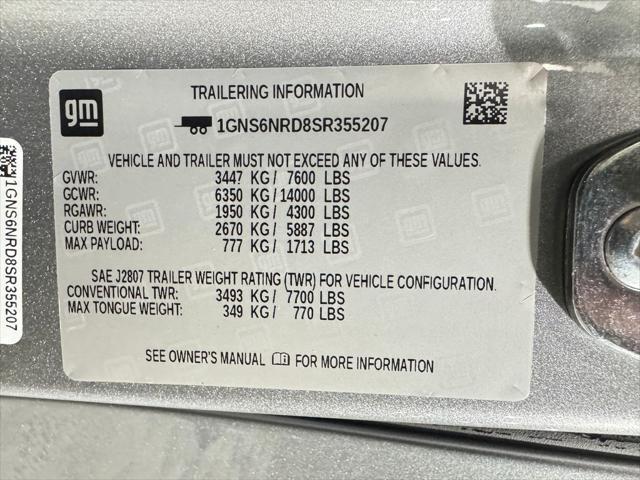 gm
TRAILERING INFORMATION
1GNS6NRD8SR355207
VEHICLE AND TRAILER MUST NOT EXCEED ANY OF THESE VALUES.
GVWR: 3447 KG / 7600 LBS
GCWR: 6350 KG / 14000 LBS
RGAWR: 1950 KG / 4300 LBS
CURB WEIGHT: 2670 KG / 5887 LBS
MAX PAYLOAD: 777 KG / 1713 LBS
SAE J2807 TRAILER WEIGHT RATING (TWR) FOR VEHICLE CONFIGURATION.
CONVENTIONAL TWR: 3493 KG / 7700 LBS
MAX TONGUE WEIGHT: 349 KG / 770 LBS
SEE OWNER'S MANUAL FOR MORE INFORMATION
1GNS6NRD8SR355207